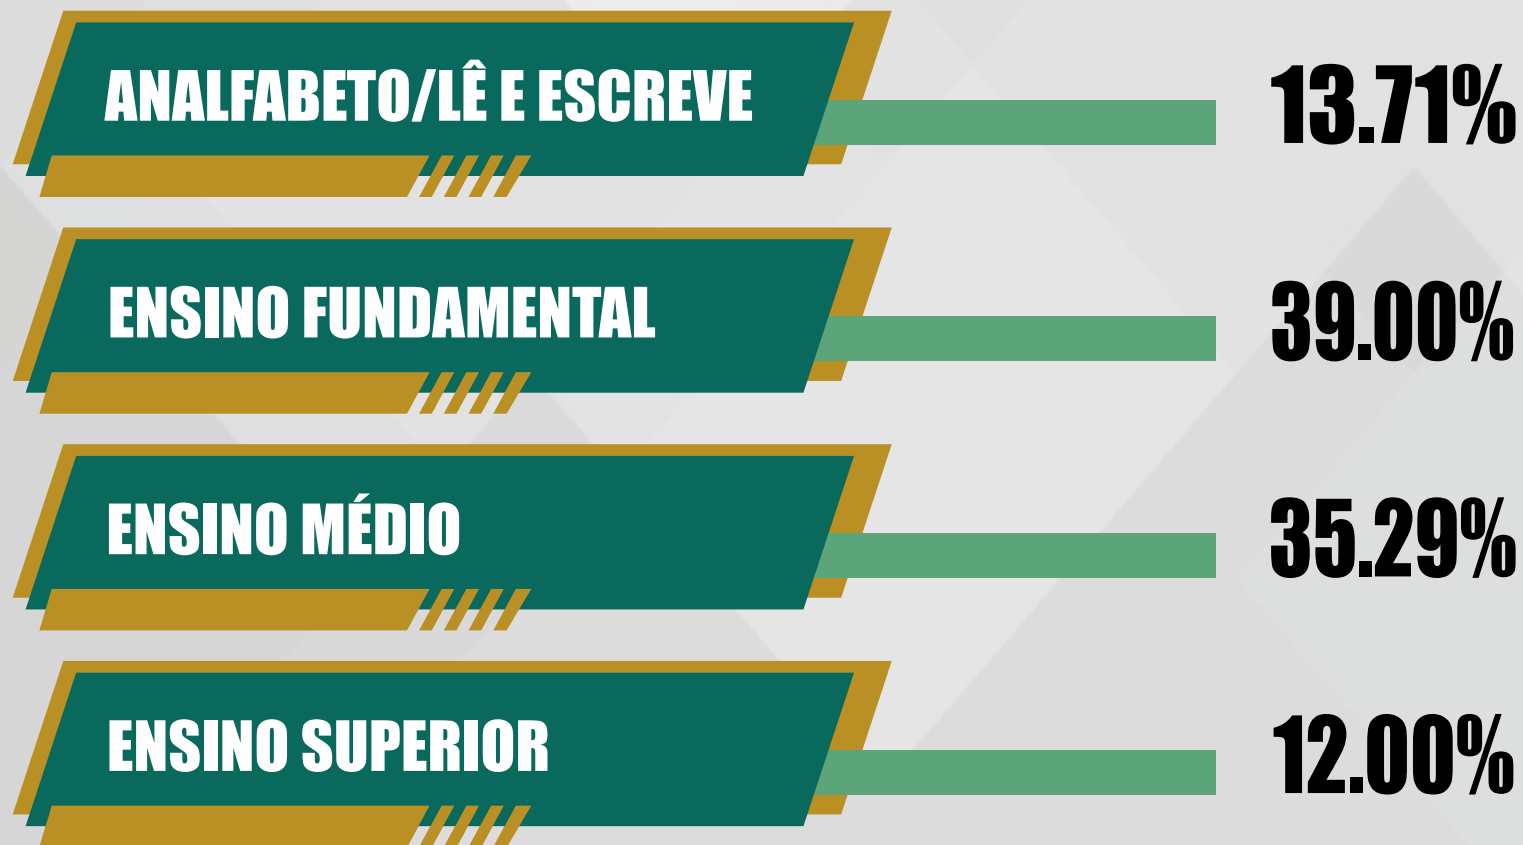 ANALFABETO/LÊ E ESCREVE
13.71%
ENSINO FUNDAMENTAL
39.00%
ENSINO MÉDIO
35.29%
ENSINO SUPERIOR
12.00%